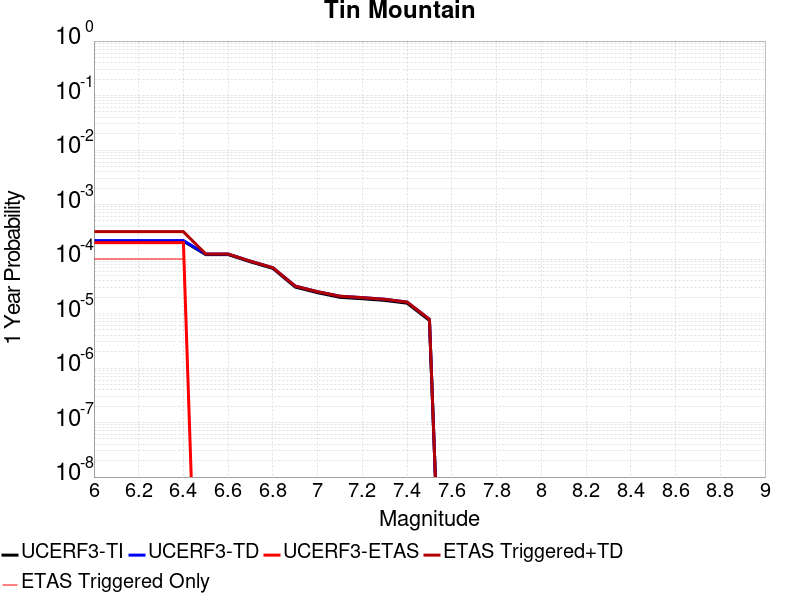 Tin Mountain
10^0
10^-1
10^-2
10^-3
10^-4
10^-5
10^-6
10^-7
10^-8
1 Year Probability
6 6.2 6.4 6.6 6.8 7 7.2 7.4 7.6 7.8 8 8.2 8.4 8.6 8.8 9
Magnitude
UCERF3-TI UCERF3-TD UCERF3-ETAS ETAS Triggered+TD
ETAS Triggered Only